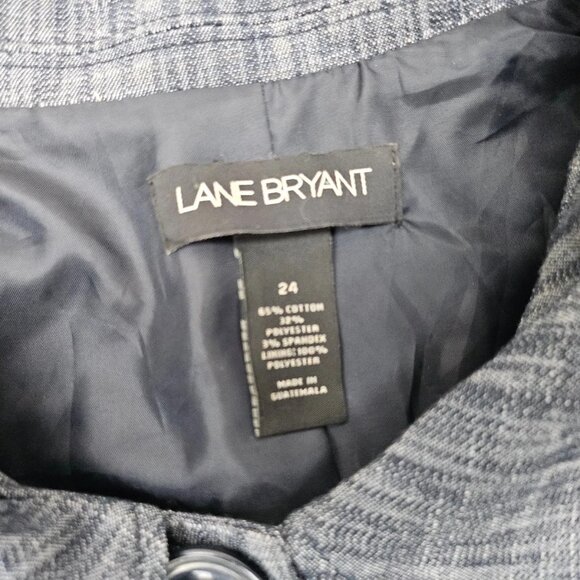 LANE BRYANT
24
65% COTTON
32%
POLYESTER
3% SPANDEX
LINING: 100%
POLYESTER
MADE IN
GUATEMALA